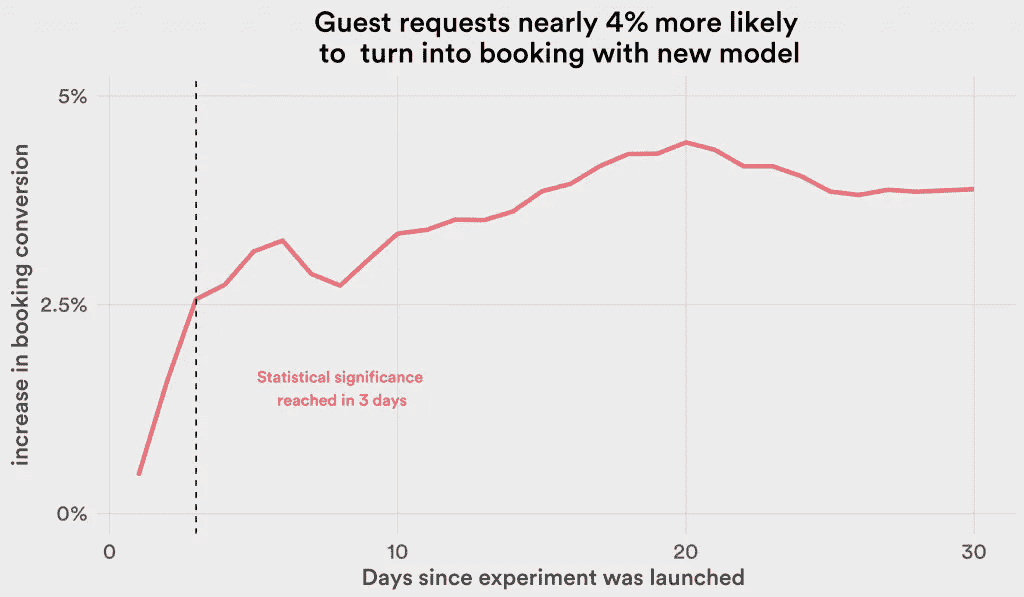 Guest requests nearly 4% more likely
to turn into booking with new model
5%
2.5%
0%
increase in booking conversion
Statistical significance
reached in 3 days
0
10
20
30
Days since experiment was launched